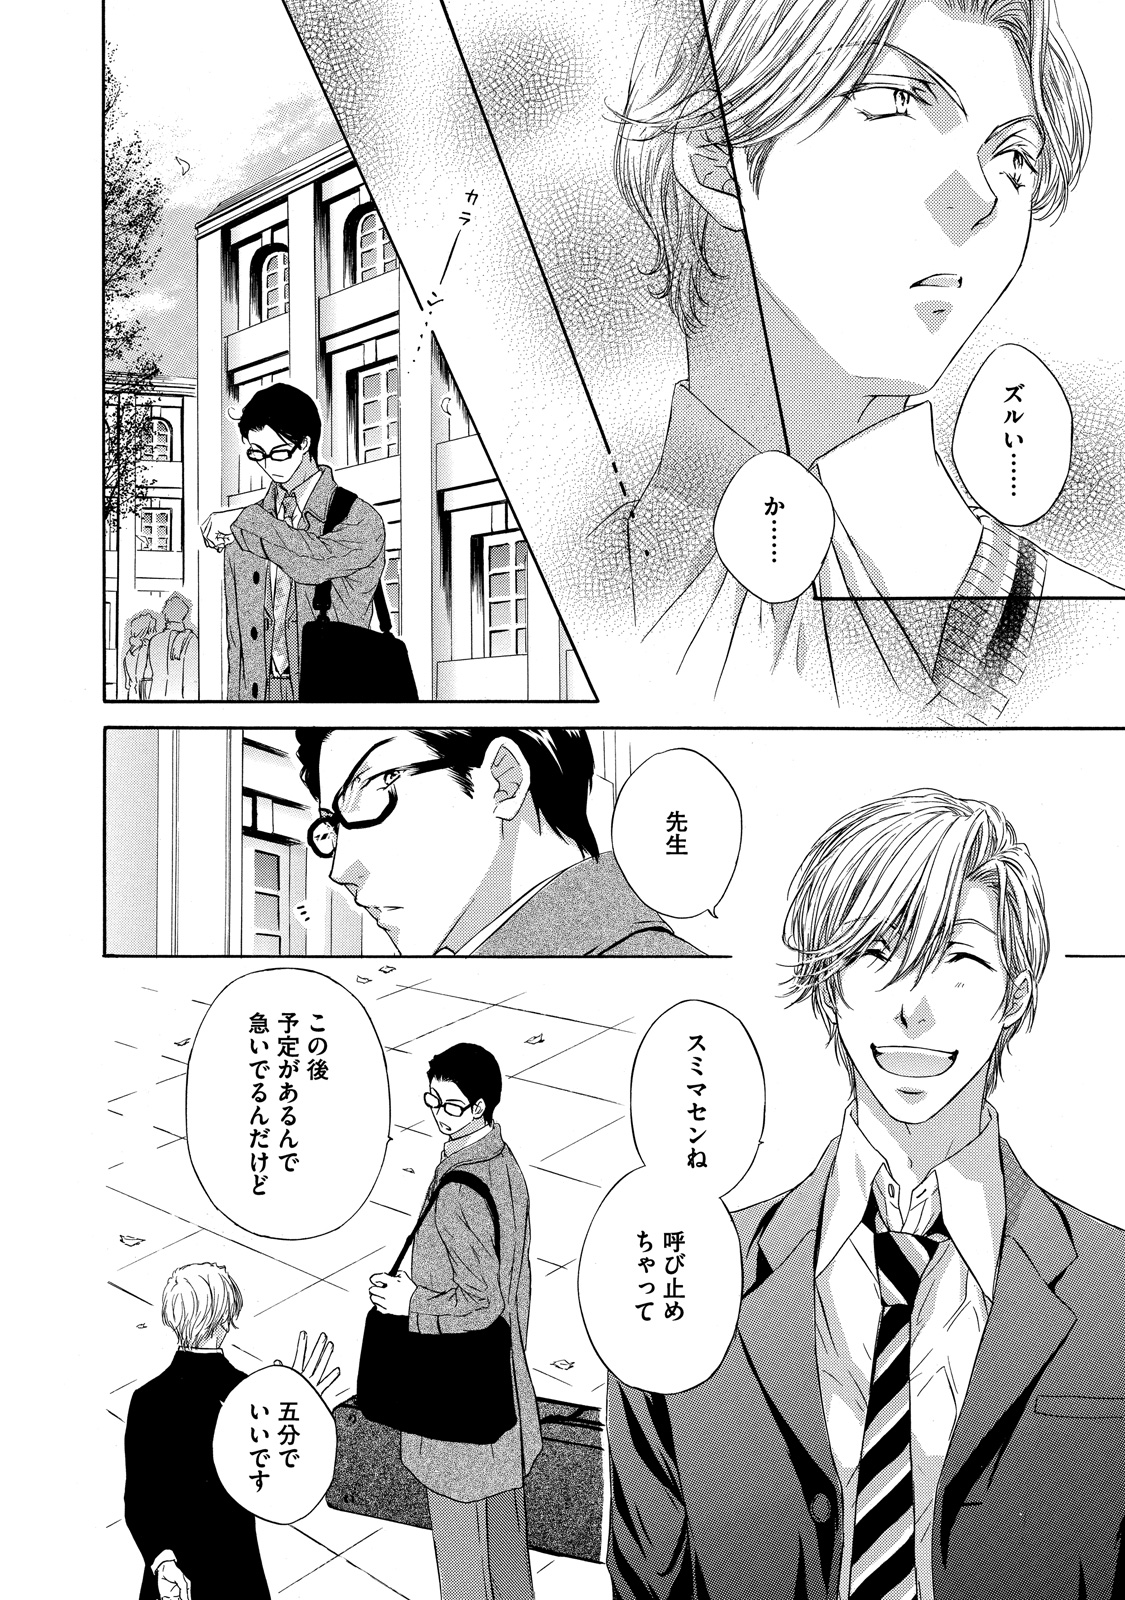 ズルい……
か……
カラーン…
先生
スミマセンね
呼び止め
ちゃって
この後
予定があるんで
急いでるんだけど
五分で
いいです